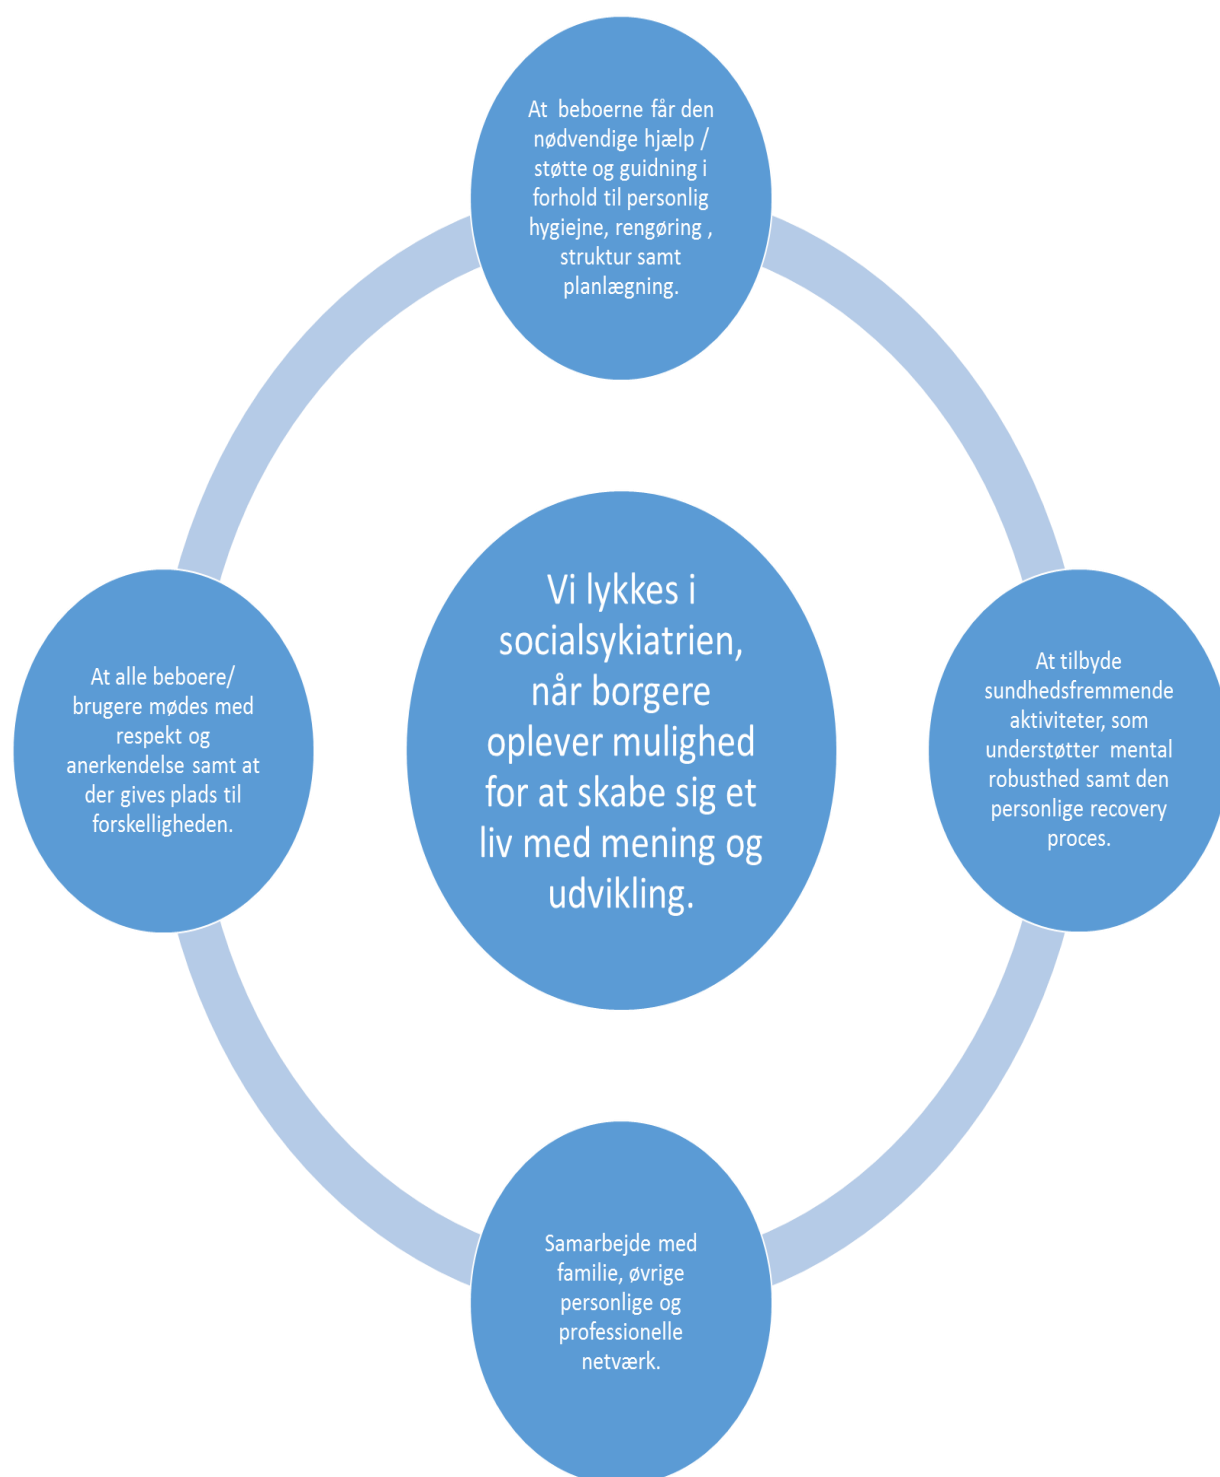 At beboerne får den
nødvendige hjælp /
støtte og guidning i
forhold til personlig
hygiejne, rengøring ,
struktur samt
planlægning.
Vi lykkes i
socialsykiatrien,
når borgere
oplever mulighed
for at skabe sig et
liv med mening og
udvikling.
At tilbyde
sundhedsfremmende
aktiviteter, som
understøtter mental
robusthed samt den
personlige recovery
proces.
Samarbejde med
familie, øvrige
personlige og
professionelle
netværk.
At alle beboere/
brugere mødes med
respekt og
anerkendelse samt at
der gives plads til
forskelligheden.